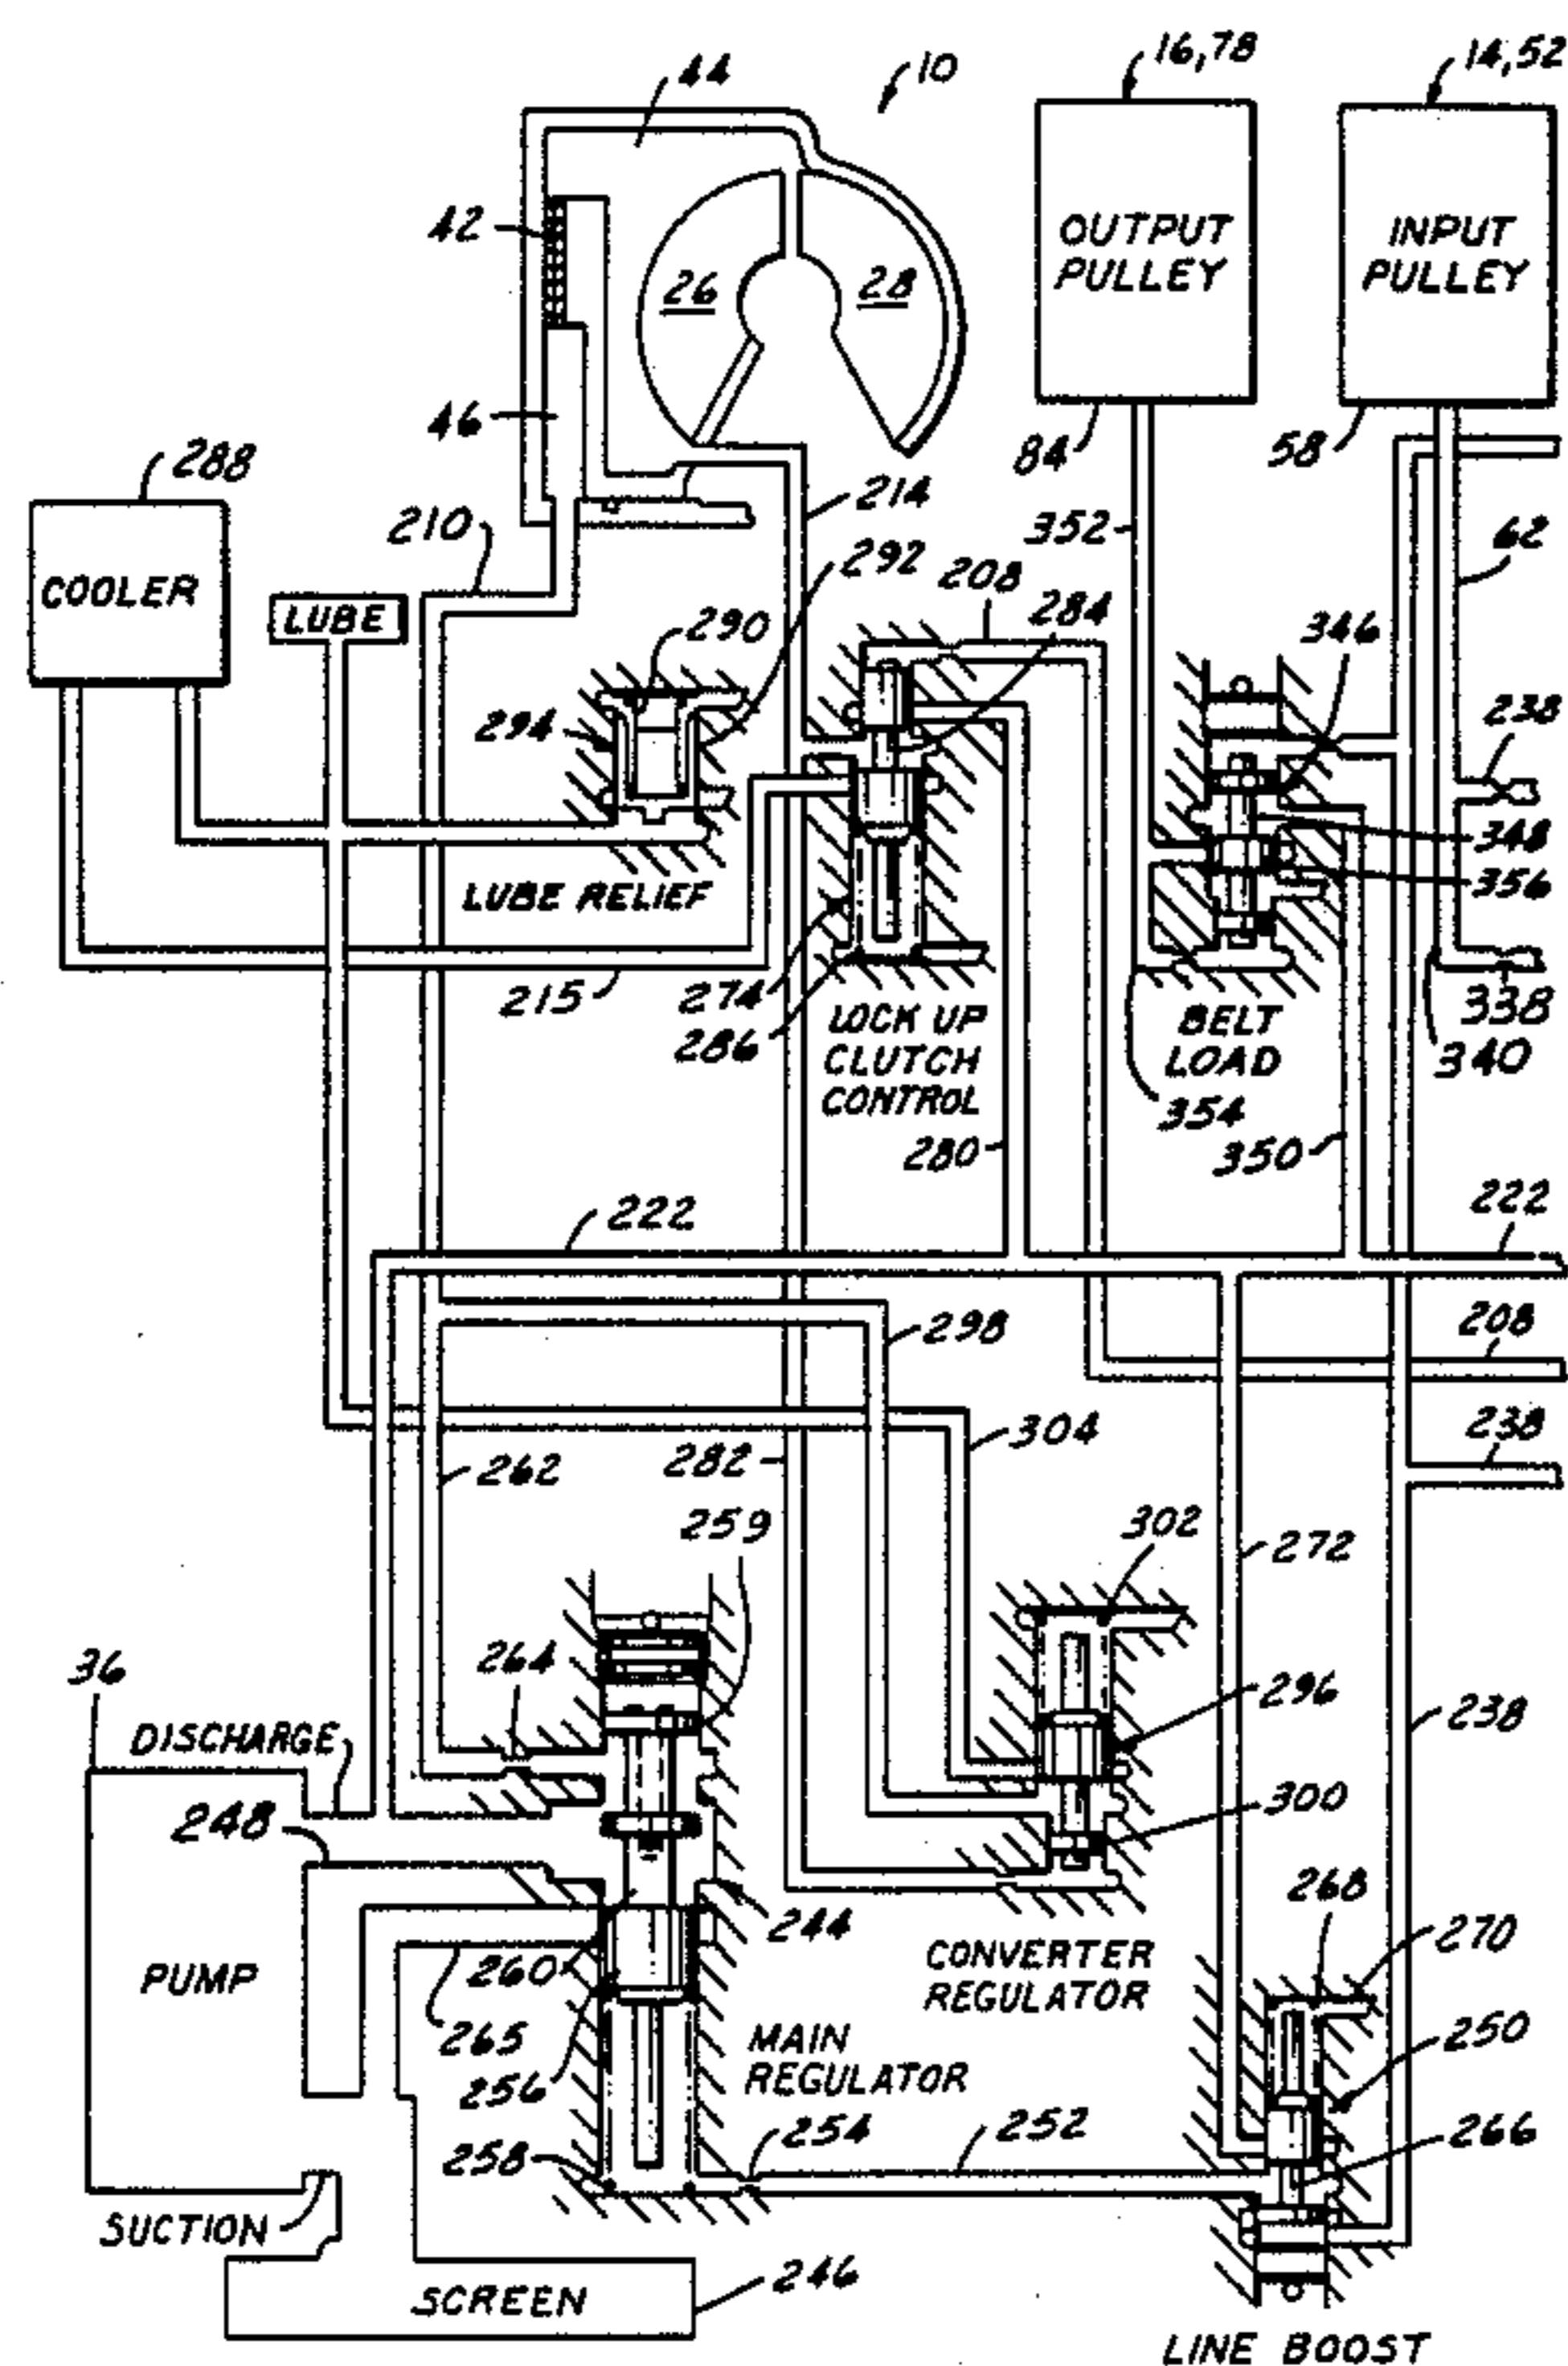 44
10
16,78
14,52
42
26
28
OUTPUT
PULLEY
INPUT
PULLEY
46
288
84
58
214
210
352
62
COOLER
LUBE
292
208
284
290
346
294
238
348
356
LUBE RELIEF
215
274
286
LOCK UP
CLUTCH
CONTROL
BELT
LOAD
338
340
354
280
350
222
222
298
208
304
282
262
238
259
302
272
264
36
296
238
DISCHARGE
300
248
268
244
270
PUMP
260
CONVERTER
REGULATOR
265
MAIN
REGULATOR
250
256
254
252
266
258
SUCTION
246
SCREEN
LINE BOOST